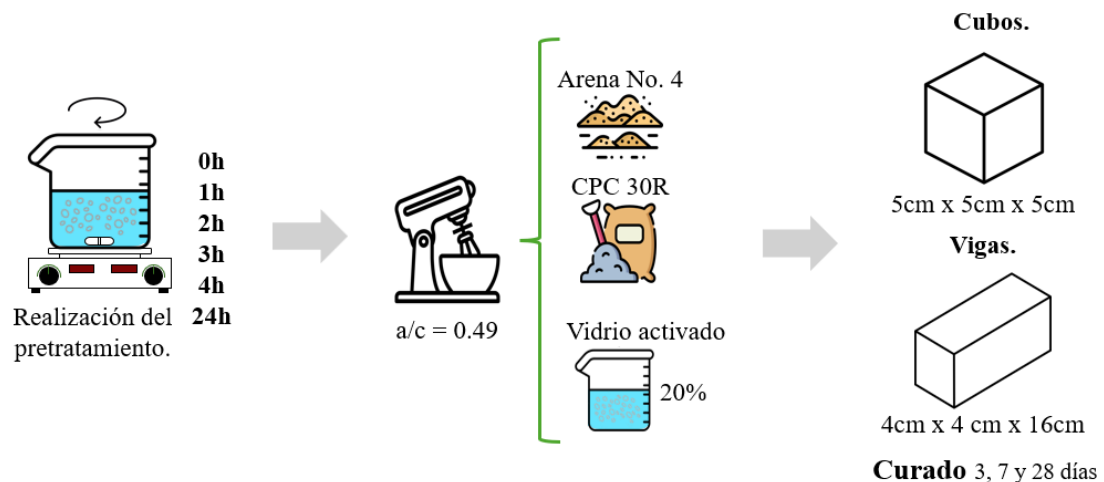 0h
1h
2h
3h
4h
24h
Realización del
pretratamiento.
a/c = 0.49
Arena No. 4
CPC 30R
Vidrio activado
20%
Cubos.
5cm x 5cm x 5cm
Vigas.
4cm x 4 cm x 16cm
Curado 3, 7 y 28 días